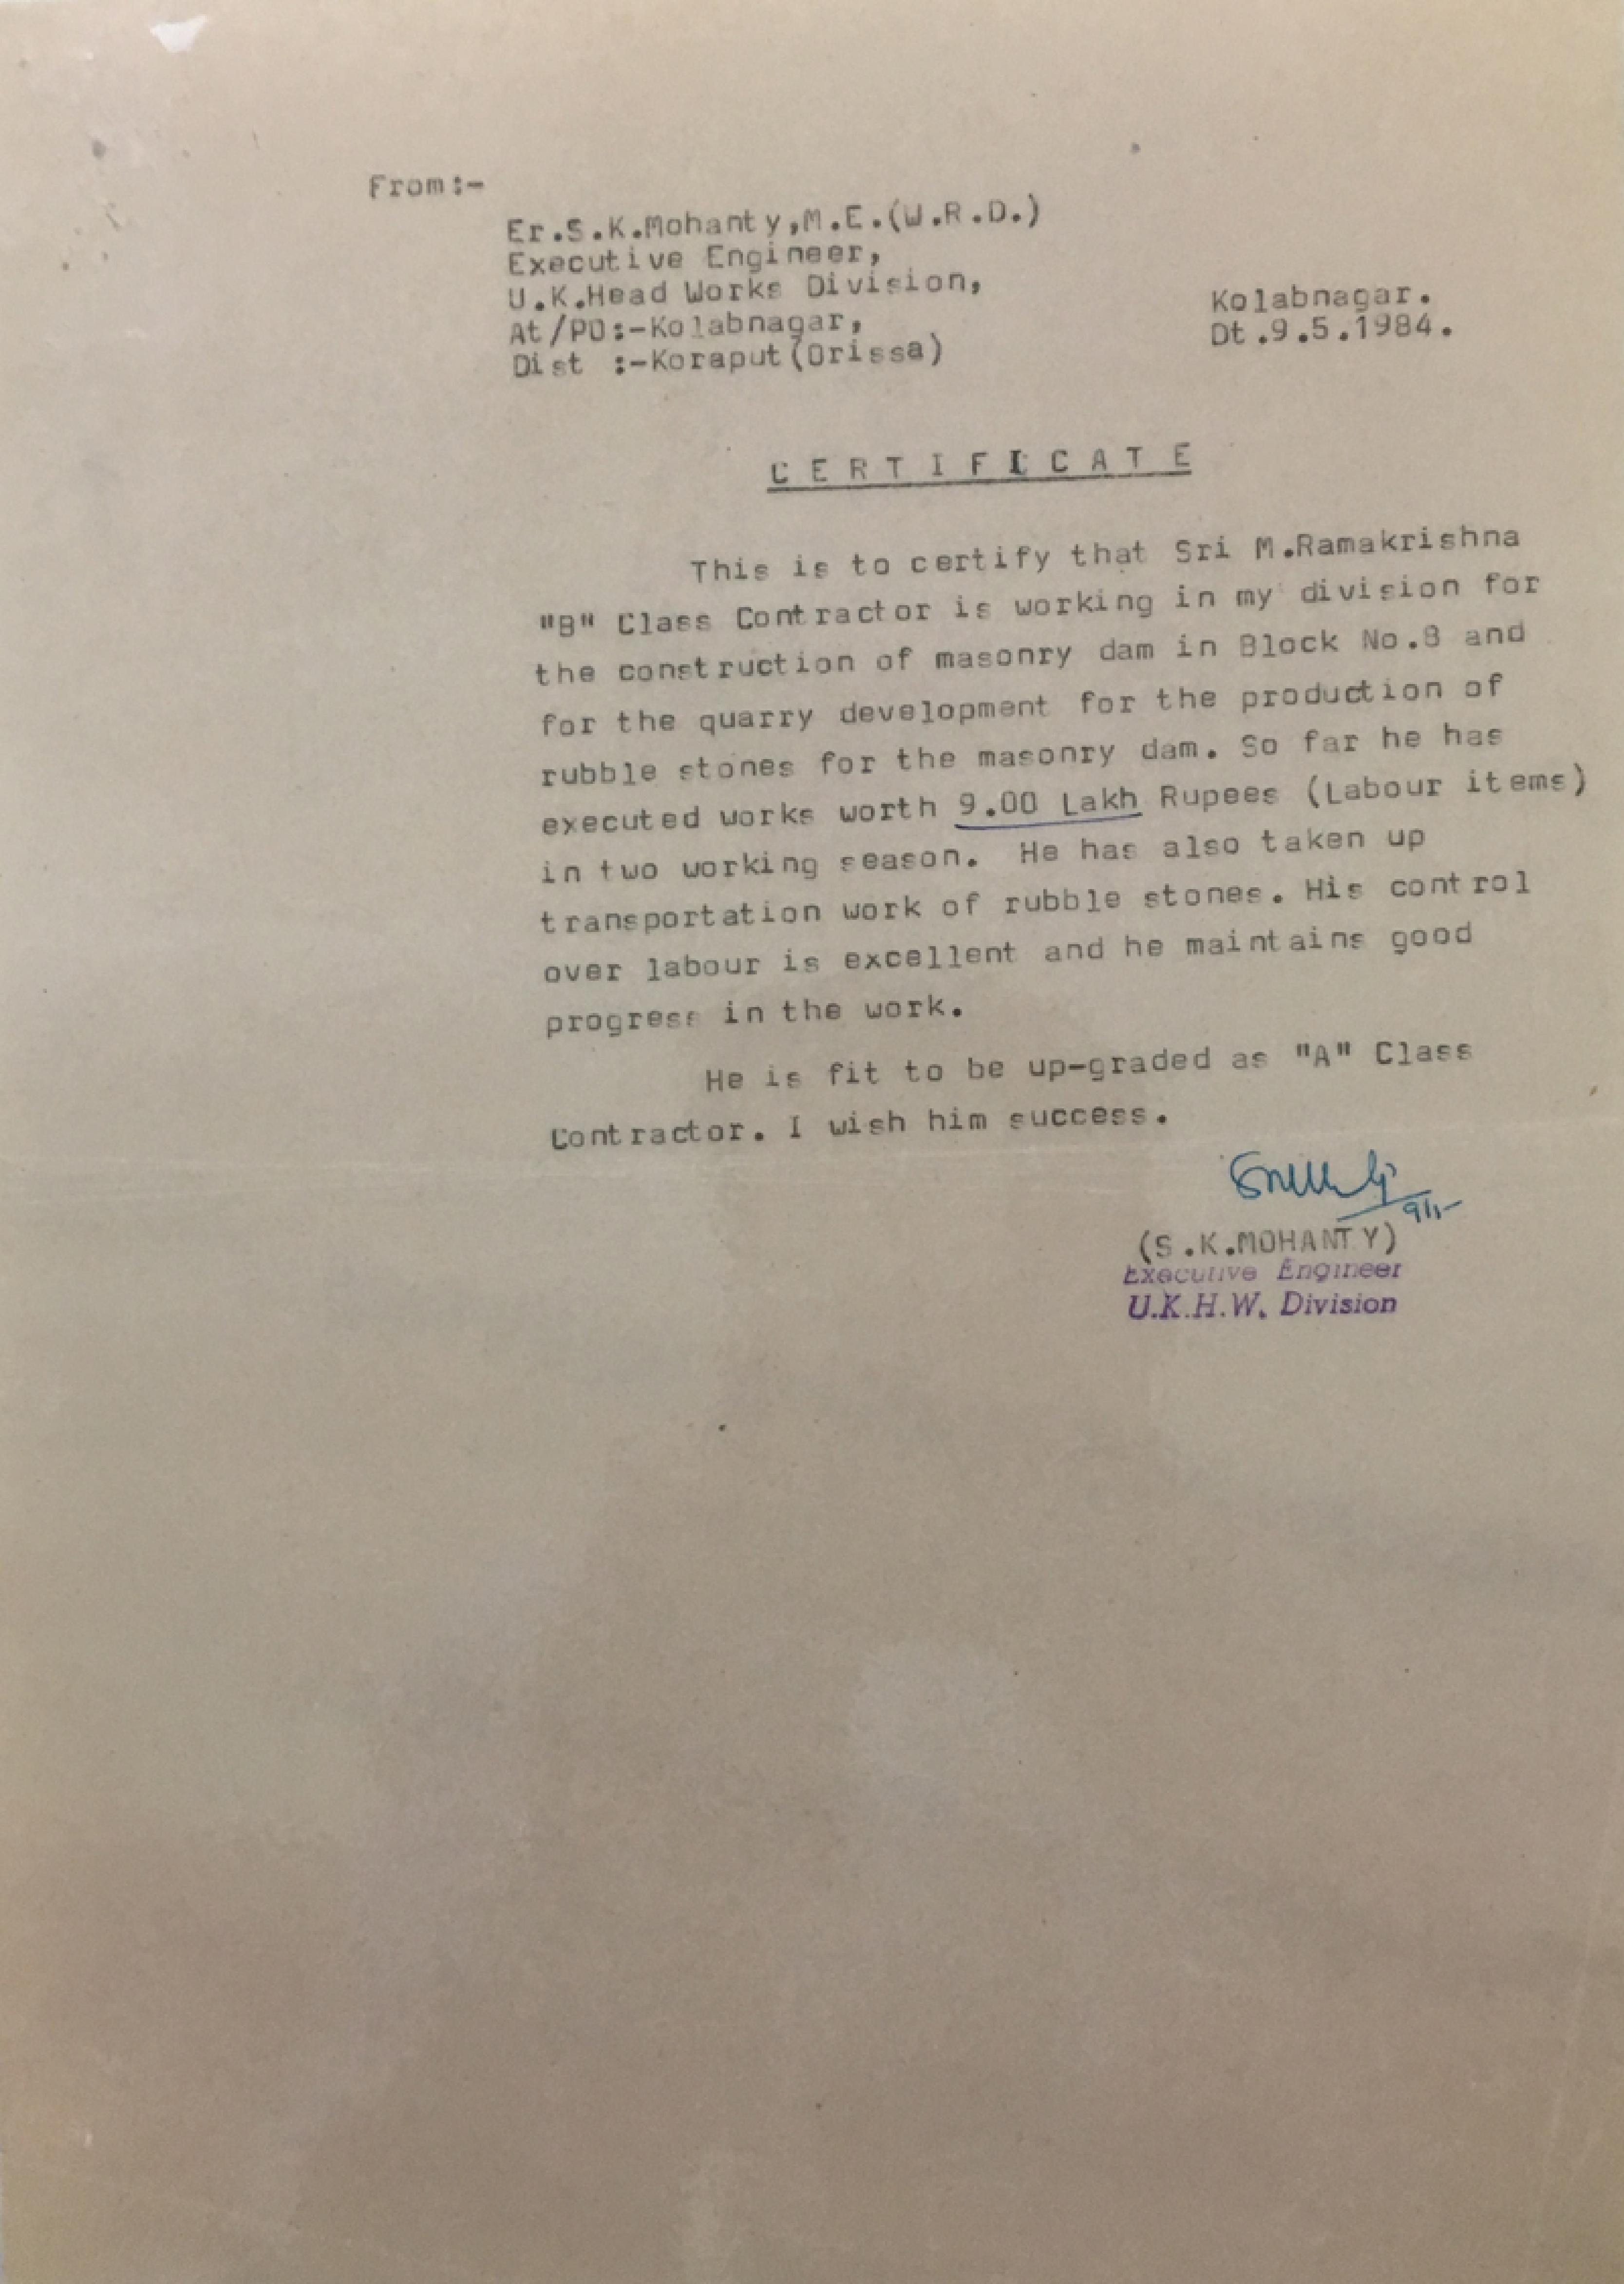 From:-
Er.S.K.Mohanty,M.E.(W.R.D.)
Executive Engineer,
U.K.Head Works Division,
At/PO:-Kolabnagar,
Dist :-Koraput(Orissa)
Kolabnagar.
Dt.9.5.1984.
C E R T I F I C A T E
This is to certify that Sri M.Ramakrishna
"B" Class Contractor is working in my division for
the construction of masonry dam in Block No.8 and
for the quarry development for the production of
rubble stones for the masonry dam. So far he has
executed works worth 9.00 Lakh Rupees (Labour items)
in two working season. He has also taken up
transportation work of rubble stones. His control
over labour is excellent and he maintains good
progress in the work.
He is fit to be up-graded as "A" Class
Contractor. I wish him success.
(S.K.MOHANTY)
Executive Engineer
U.K.H.W. Division